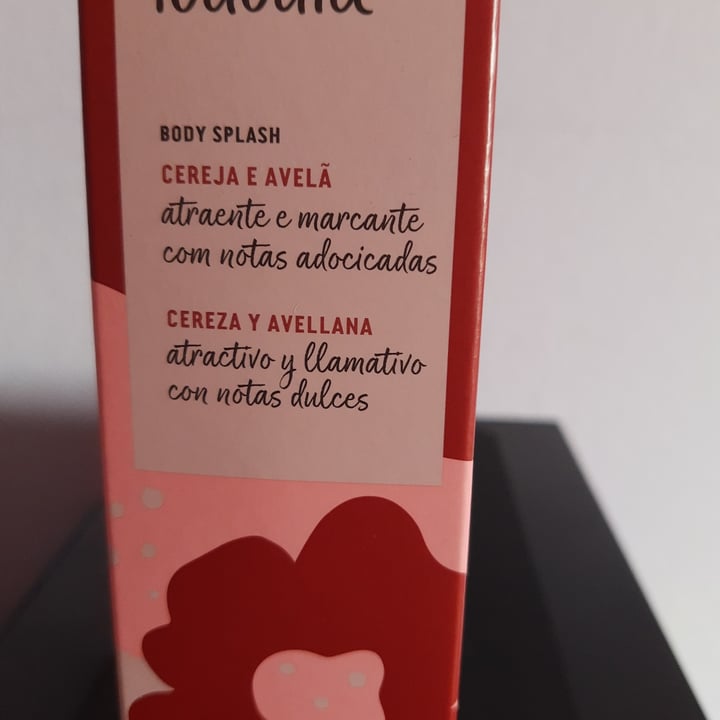 BODY SPLASH
CEREJA E AVELÃ
atraente e marcante
com notas adocicadas
CEREZA Y AVELLANA
atractivo y llamativo
con notas dulces